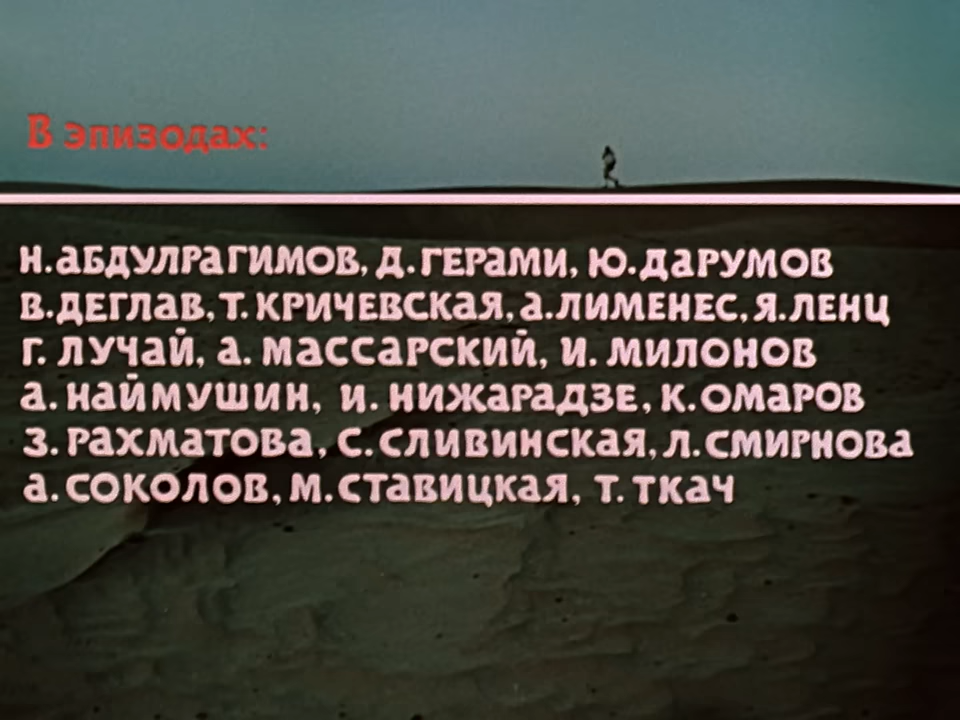 В эпизодах:
Н. АБДУЛРАГИМОВ, Д. ГЕРАМИ, Ю. ДАРУМОВ
В. ДЕГЛАВ, Т. КРИЧЕВСКАЯ, А. ЛИМЕНЕС, Я. ЛЕНЦ
Г. ЛУЧАЙ, А. МАССАРСКИЙ, И. МИЛОНОВ
А. НАЙМУШИН, И. НИЖАРАДЗЕ, К. ОМАРОВ
З. РАХМАТОВА, С. СЛИВИНСКАЯ, Л. СМИРНОВА
А. СОКОЛОВ, М. СТАВИЦКАЯ, Т. ТКАЧ